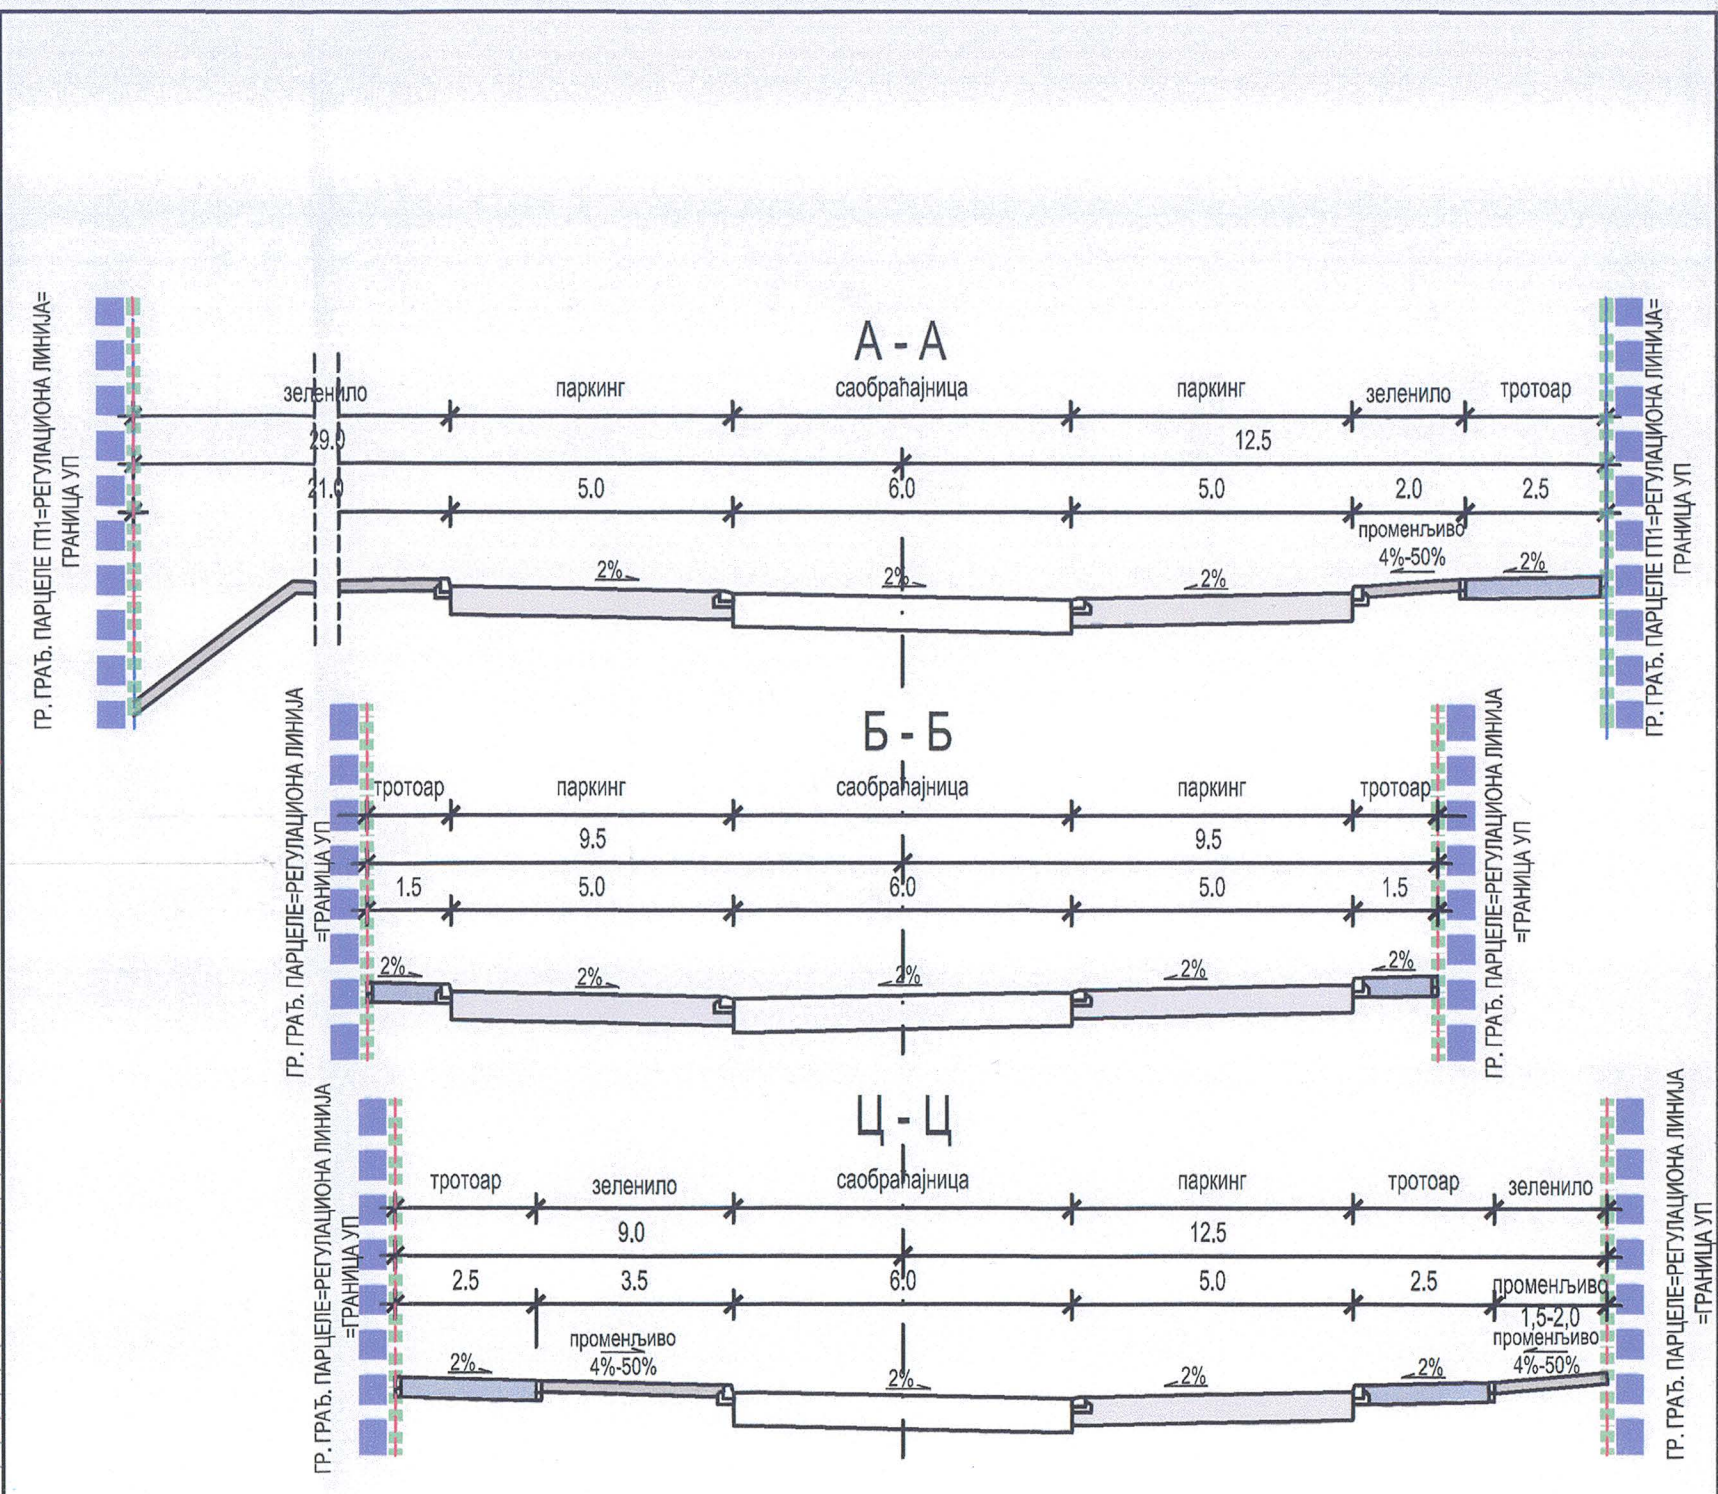 ГР. ГРАЂ. ПАРЦЕЛЕ ГП1=РЕГУЛАЦИОНА ЛИНИЈА=
ГРАНИЦА УП
А - А
зеленило паркинг саобраћајница паркинг зеленило тротоар
29.0 12.5
21.0 5.0 6.0 5.0 2.0 2.5
променљиво
4%-50%
2% 2% 2% 2%
ГР. ГРАЂ. ПАРЦЕЛЕ ГП1=РЕГУЛАЦИОНА ЛИНИЈА=
ГРАНИЦА УП
ГР. ГРАЂ. ПАРЦЕЛЕ=РЕГУЛАЦИОНА ЛИНИЈА
=ГРАНИЦА УП
Б - Б
тротоар паркинг саобраћајница паркинг тротоар
9.5 9.5
1.5 5.0 6.0 5.0 1.5
2% 2% 2% 2% 2%
ГР. ГРАЂ. ПАРЦЕЛЕ=РЕГУЛАЦИОНА ЛИНИЈА
=ГРАНИЦА УП
ГР. ГРАЂ. ПАРЦЕЛЕ=РЕГУЛАЦИОНА ЛИНИЈА
=ГРАНИЦА УП
Ц - Ц
тротоар зеленило саобраћајница паркинг тротоар зеленило
9.0 12.5
2.5 3.5 6.0 5.0 2.5 променљиво
1,5-2,0
променљиво променљиво
2% 4%-50% 2% 2% 2% 4%-50%
ГР. ГРАЂ. ПАРЦЕЛЕ=РЕГУЛАЦИОНА ЛИНИЈА
=ГРАНИЦА УП